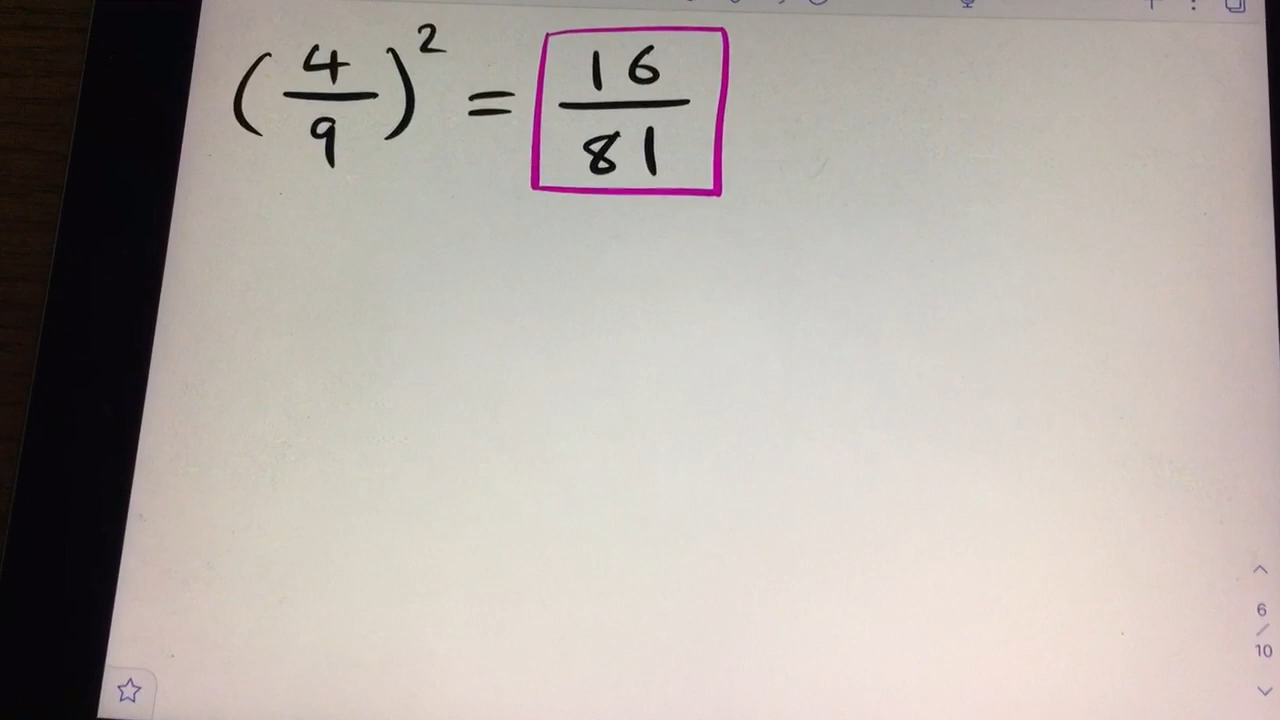 (4/9)² = 16/81
6
/
10